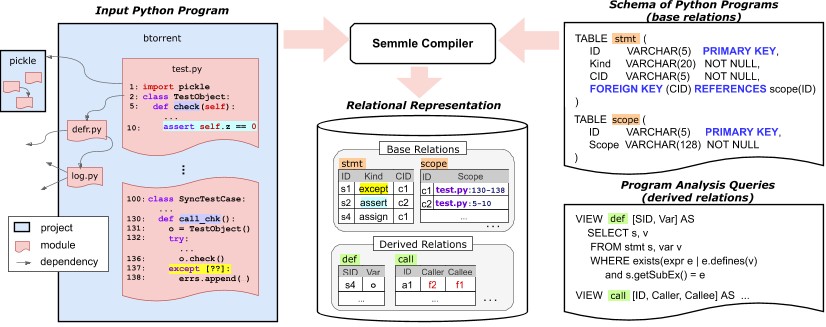 Input Python Program
btorrent
pickle
test.py
1: import pickle
2: class TestObject:
5: def check(self):
...
10: assert self.z == 0
defr.py
log.py
...
100: class SyncTestCase:
...
130: def call_chk():
131: o = TestObject()
132: try:
...
136: o.check()
137: except [??]:
138: errs.append( )
project
module
dependency
Semmle Compiler
Relational Representation
Base Relations
stmt
ID Kind CID
s1 except c1
s2 assert c2
s4 assign c1
scope
ID Scope
c1 test.py:130-138
c2 test.py:5-10
...
...
Derived Relations
def
SID Var
s4 o
...
call
ID Caller Callee
a1 f2 f1
...
...
Schema of Python Programs
(base relations)
TABLE stmt (
ID VARCHAR(5) PRIMARY KEY,
Kind VARCHAR(20) NOT NULL,
CID VARCHAR(5) NOT NULL,
FOREIGN KEY (CID) REFERENCES scope(ID)
)
TABLE scope (
ID VARCHAR(5) PRIMARY KEY,
Scope VARCHAR(128) NOT NULL
)
Program Analysis Queries
(derived relations)
VIEW def [SID, Var] AS
SELECT s, v
FROM stmt s, var v
WHERE exists(expr e | e.defines(v)
and s.getSubEx() = e
VIEW call [ID, Caller, Callee] AS ...